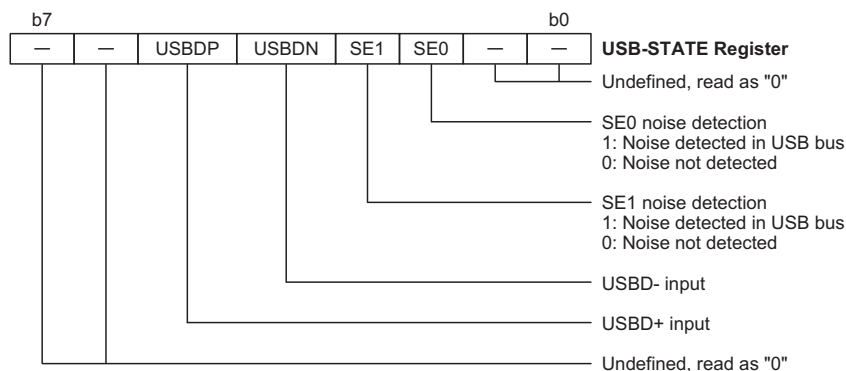 b7 b0
— — USBDP USBDN SE1 SE0 — — USB-STATE Register
Undefined, read as "0"
SE0 noise detection
1: Noise detected in USB bus
0: Noise not detected
SE1 noise detection
1: Noise detected in USB bus
0: Noise not detected
USBD- input
USBD+ input
Undefined, read as "0"